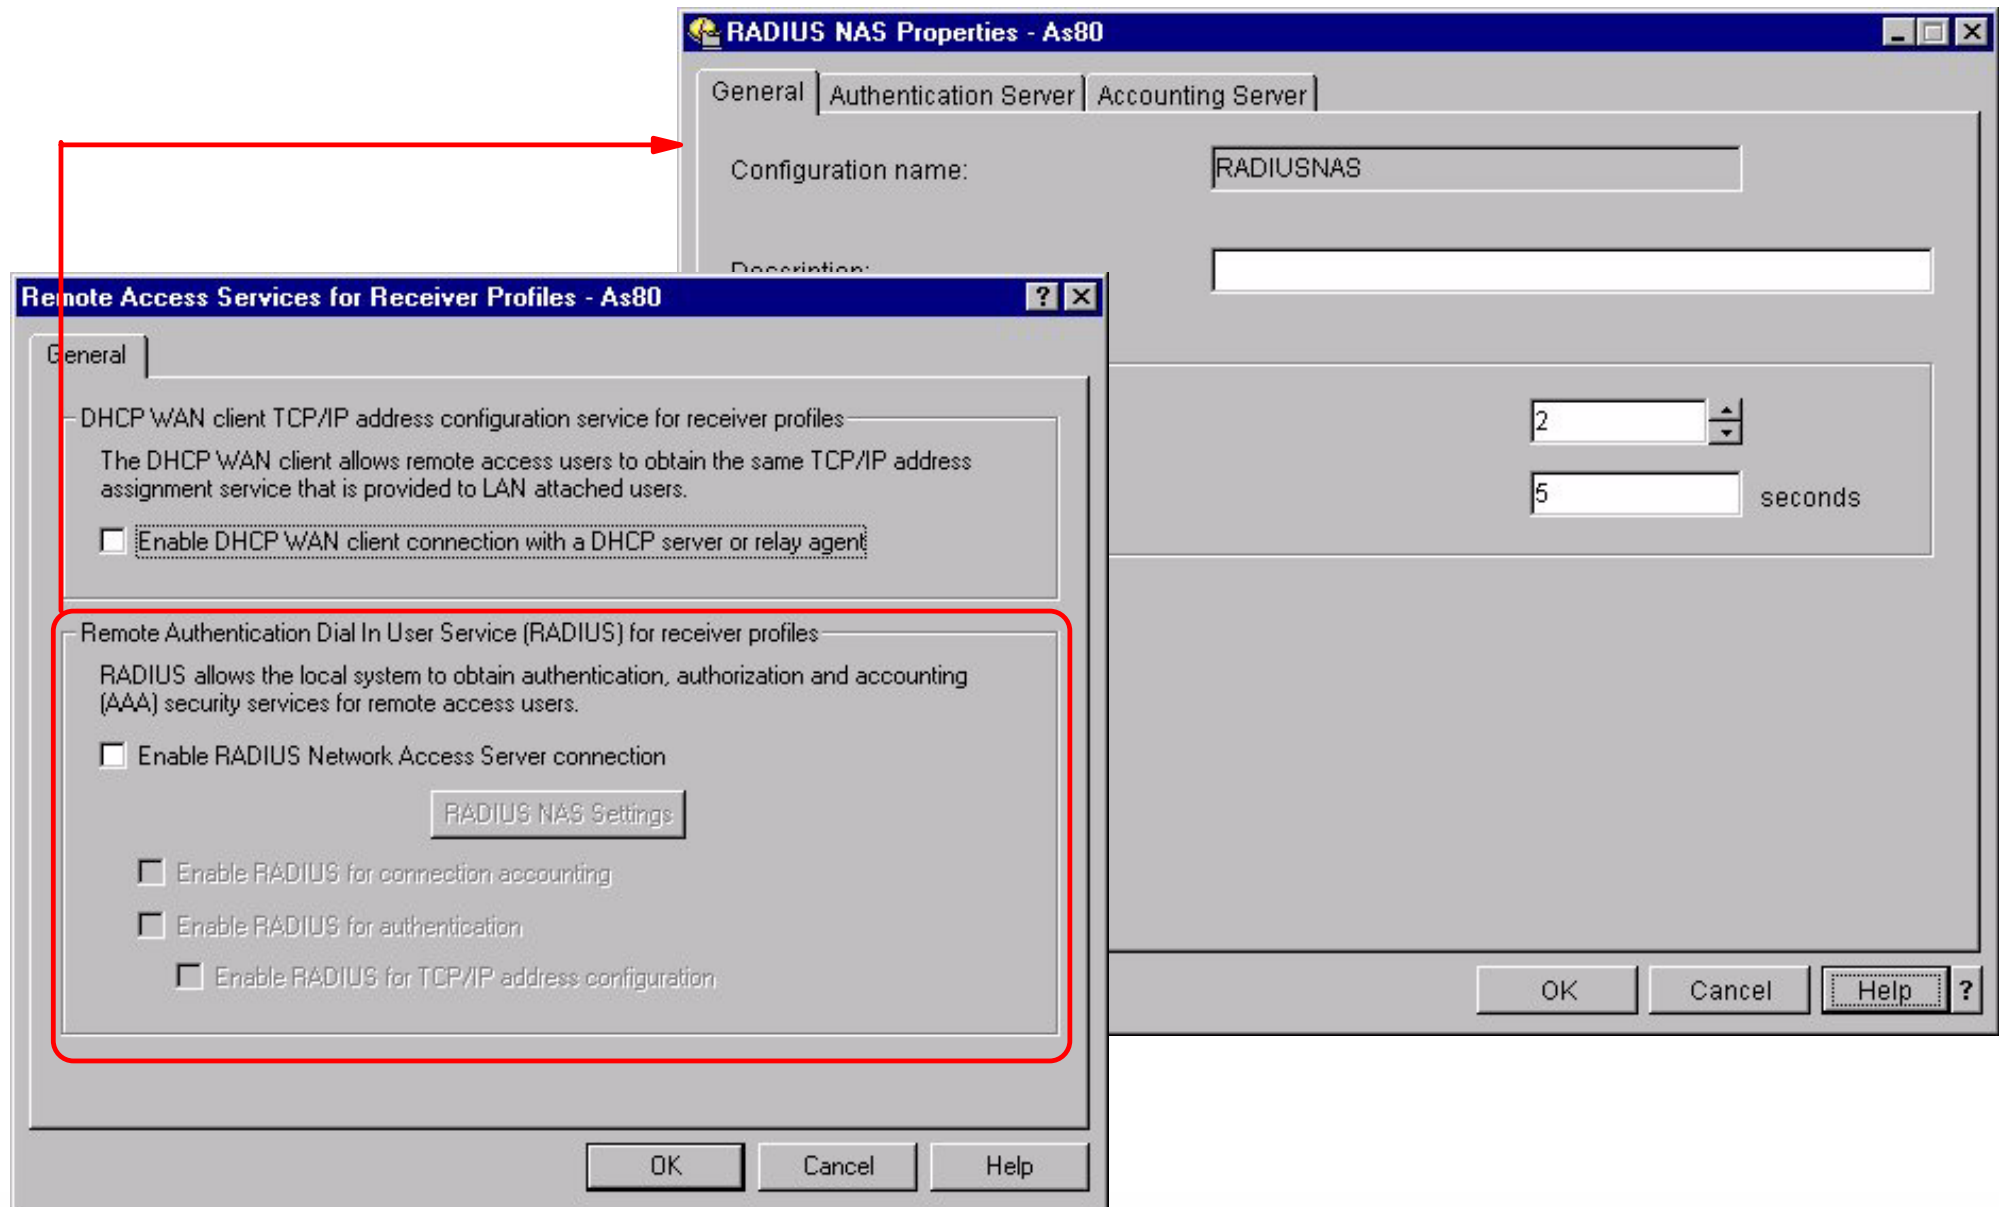 RADIUS NAS Properties - As80
General
Authentication Server
Accounting Server
Configuration name:
RADIUSNAS
Description:
2
5
seconds
OK
Cancel
Help
?
Remote Access Services for Receiver Profiles - As80
?
General
DHCP WAN client TCP/IP address configuration service for receiver profiles
The DHCP WAN client allows remote access users to obtain the same TCP/IP address
assignment service that is provided to LAN attached users.
Enable DHCP WAN client connection with a DHCP server or relay agent
Remote Authentication Dial In User Service (RADIUS) for receiver profiles
RADIUS allows the local system to obtain authentication, authorization and accounting
(AAA) security services for remote access users.
Enable RADIUS Network Access Server connection
RADIUS NAS Settings
Enable RADIUS for connection accounting
Enable RADIUS for authentication
Enable RADIUS for TCP/IP address configuration
OK
Cancel
Help